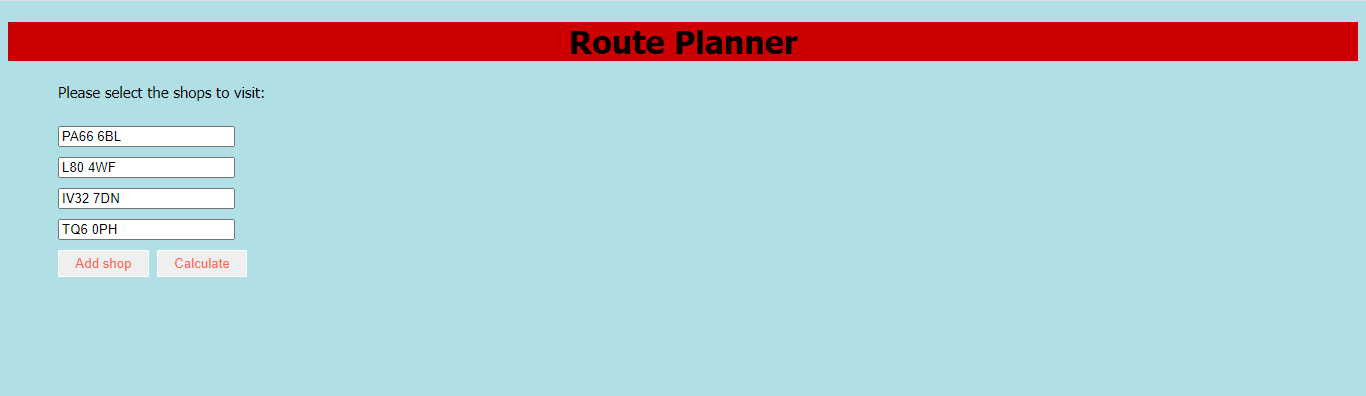 Route Planner
Please select the shops to visit:
PA66 6BL
L80 4WF
IV32 7DN
TQ6 0PH
Add shop Calculate